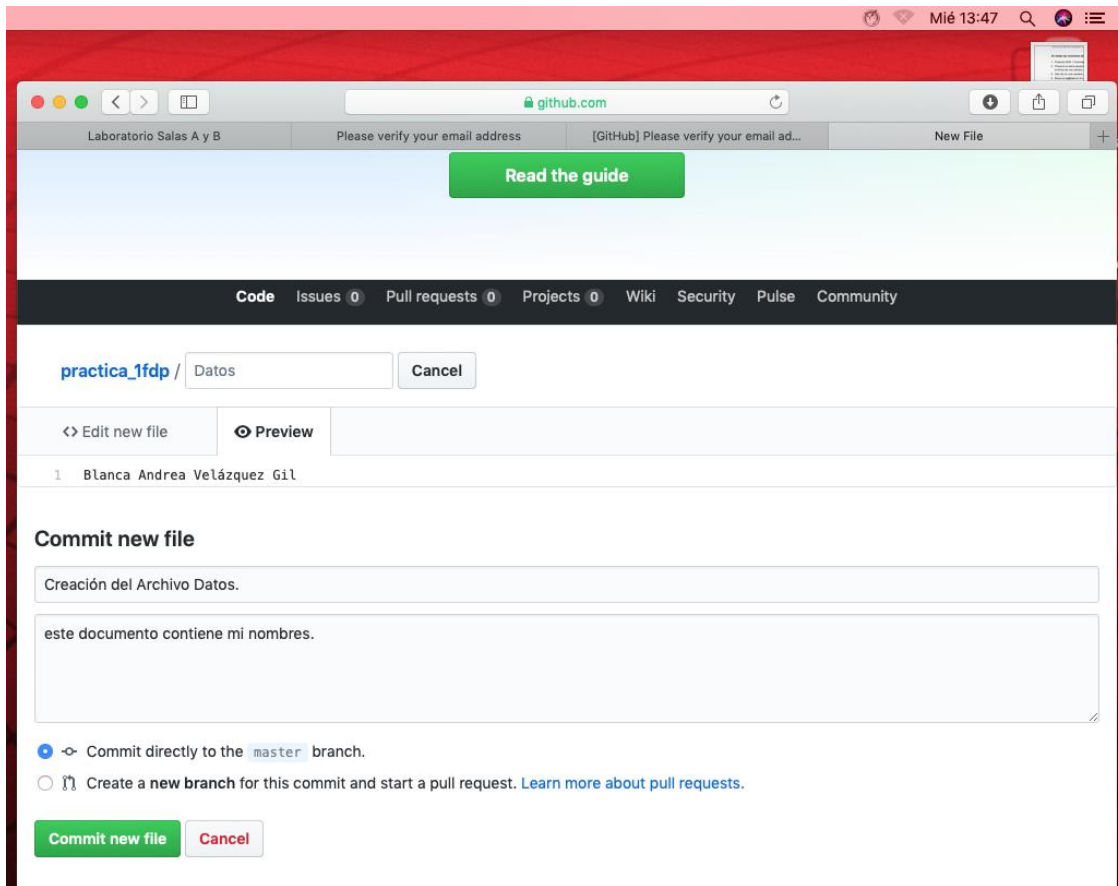 Mié 13:47
github.com
Laboratorio Salas A y B
Please verify your email address
[GitHub] Please verify your email ad...
New File
Read the guide
Code Issues 0 Pull requests 0 Projects 0 Wiki Security Pulse Community
practica_1fdp / Datos Cancel
<> Edit new file Preview
1 Blanca Andrea Velázquez Gil
Commit new file
Creación del Archivo Datos.
este documento contiene mi nombres.
Commit directly to the master branch.
Create a new branch for this commit and start a pull request. Learn more about pull requests.
Commit new file Cancel